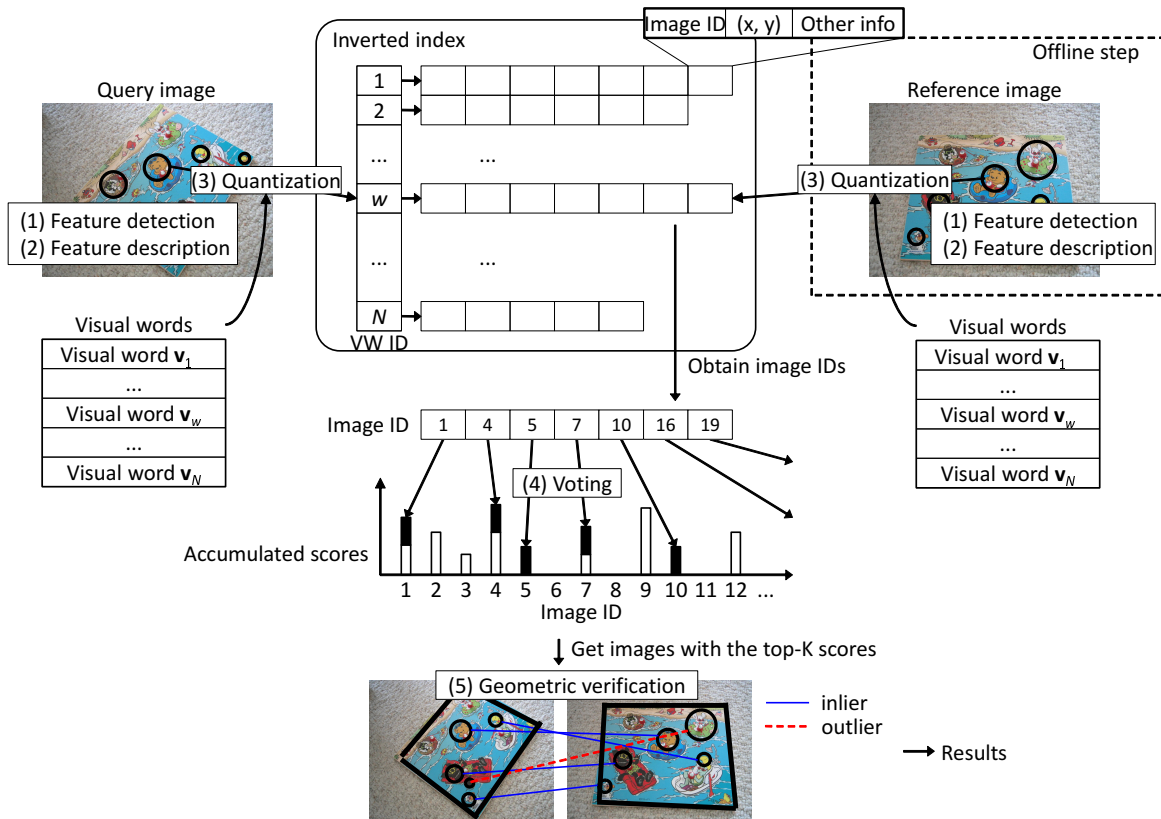 Image ID (x, y) Other info
Inverted index
Offline step
Query image
Reference image
1
2
...
...
(3) Quantization
w
(3) Quantization
(1) Feature detection
(2) Feature description
(1) Feature detection
(2) Feature description
...
...
N
VW ID
Visual words
Visual word v1
...
Visual word vw
...
Visual word vN
Visual words
Visual word v1
...
Visual word vw
...
Visual word vN
Obtain image IDs
Image ID 1 4 5 7 10 16 19
(4) Voting
Accumulated scores
1 2 3 4 5 6 7 8 9 10 11 12 ...
Image ID
Get images with the top-K scores
(5) Geometric verification
inlier
outlier
Results